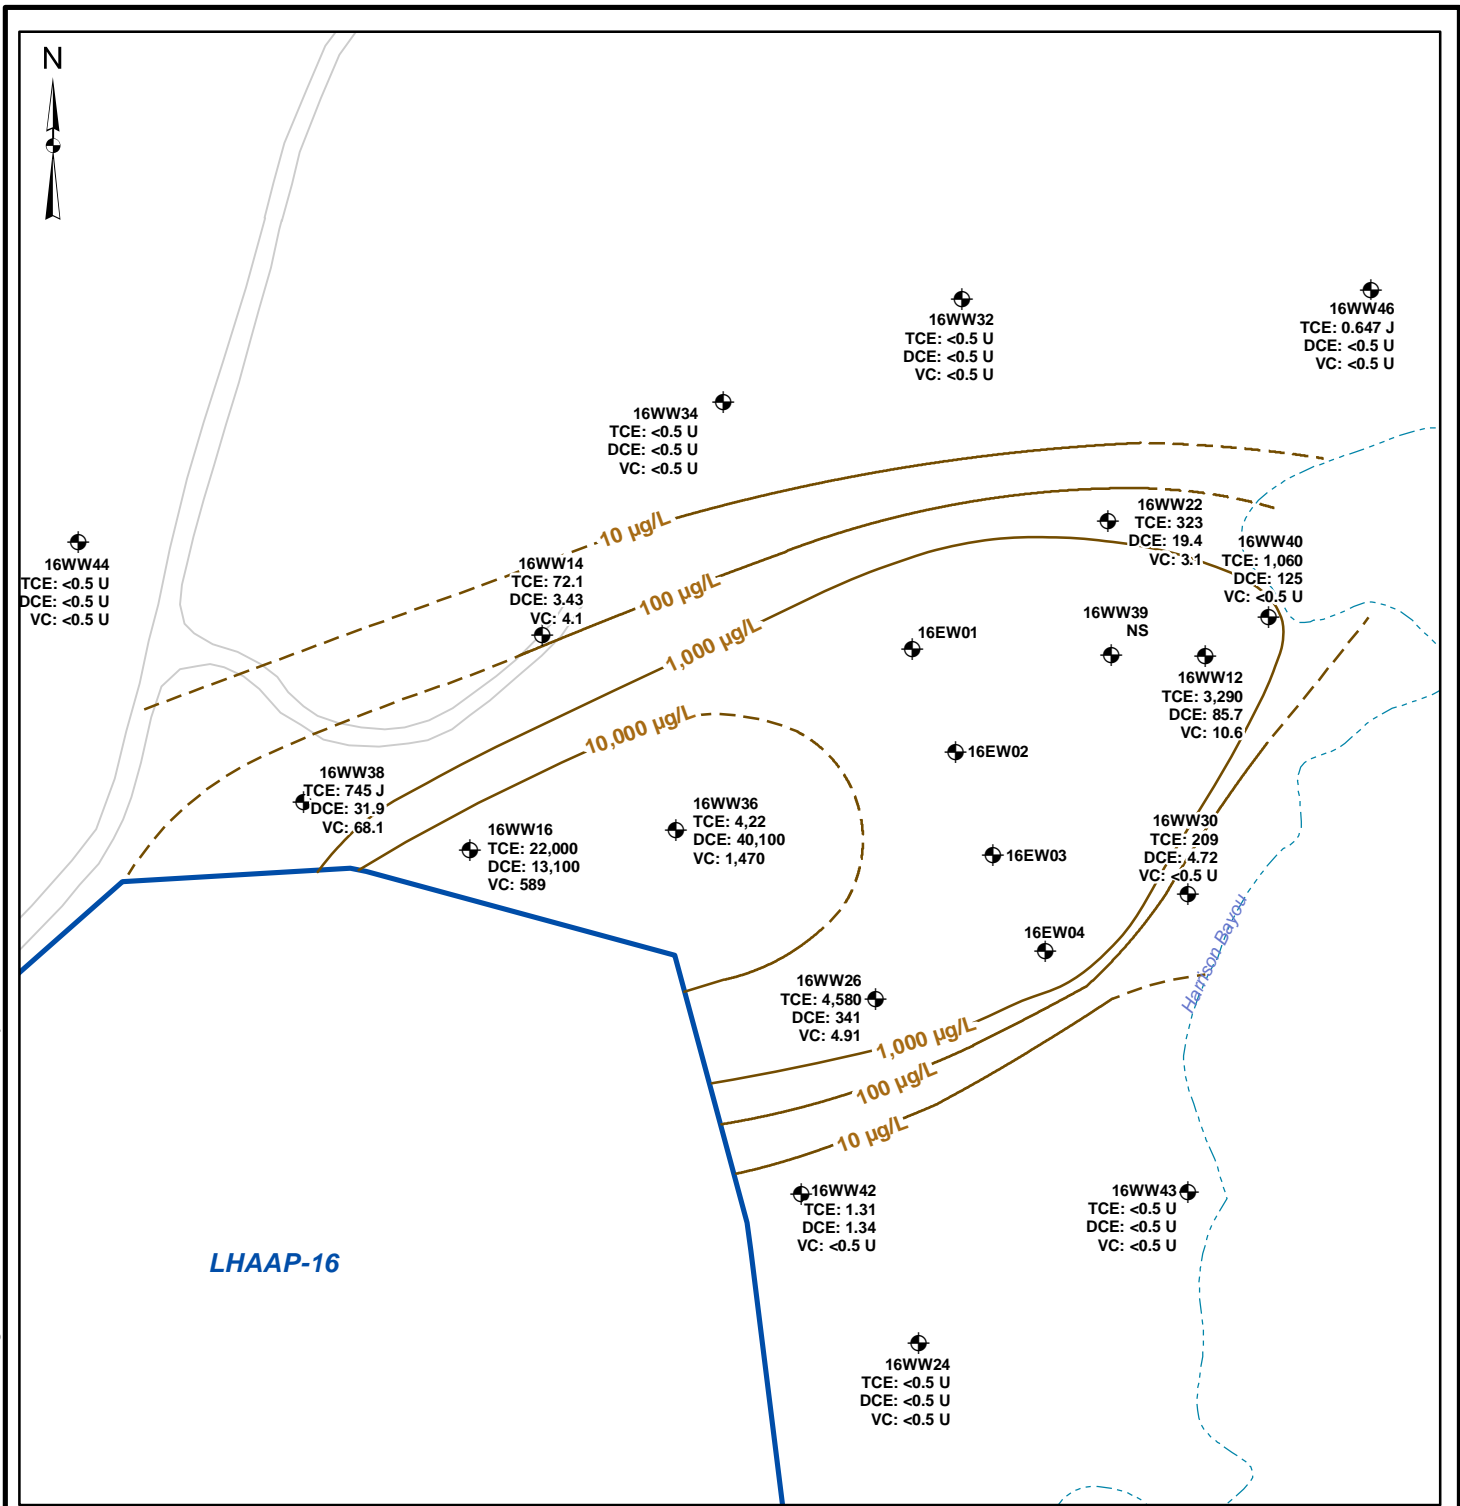 N
16WW46
TCE: 0.647 J
DCE: <0.5 U
VC: <0.5 U
16WW32
TCE: <0.5 U
DCE: <0.5 U
VC: <0.5 U
16WW34
TCE: <0.5 U
DCE: <0.5 U
VC: <0.5 U
16WW44
TCE: <0.5 U
DCE: <0.5 U
VC: <0.5 U
10 µg/L
16WW14
TCE: 72.1
DCE: 3.43
VC: 4.1
100 µg/L
1,000 µg/L
16WW22
TCE: 323
DCE: 19.4
VC: 3.1
16WW40
TCE: 1,060
DCE: 125
VC: <0.5 U
16WW39
NS
16EW01
16WW12
TCE: 3,290
DCE: 85.7
VC: 10.6
10,000 µg/L
16EW02
16WW38
TCE: 745 J
DCE: 31.9
VC: 68.1
16WW16
TCE: 22,000
DCE: 13,100
VC: 589
16WW36
TCE: 4,22
DCE: 40,100
VC: 1,470
16EW03
16WW30
TCE: 209
DCE: 4.72
VC: <0.5 U
16EW04
Harrison Bayou
16WW26
TCE: 4,580
DCE: 341
VC: 4.91
1,000 µg/L
100 µg/L
10 µg/L
16WW42
TCE: 1.31
DCE: 1.34
VC: <0.5 U
16WW43
TCE: <0.5 U
DCE: <0.5 U
VC: <0.5 U
LHAAP-16
16WW24
TCE: <0.5 U
DCE: <0.5 U
VC: <0.5 U